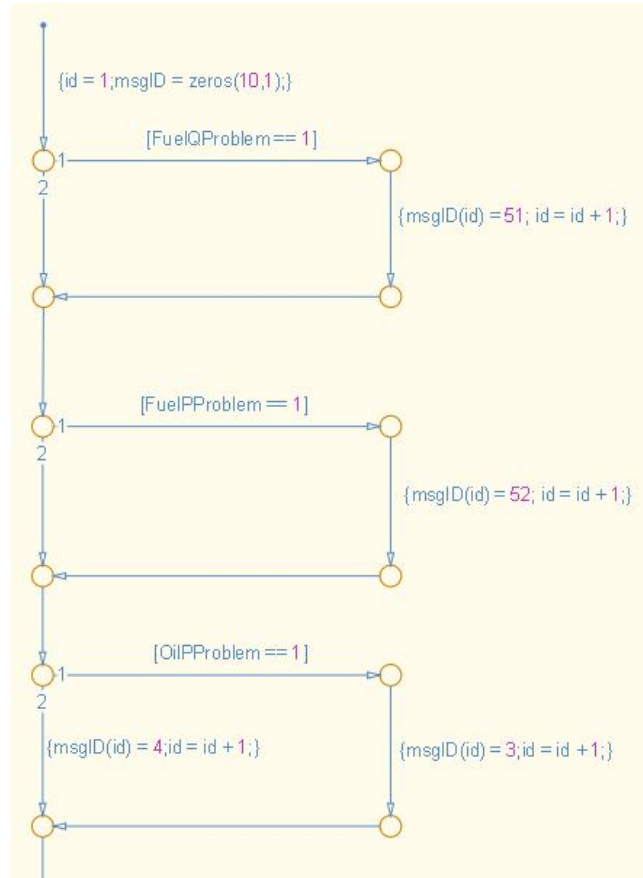 {id = 1;msgID = zeros(10,1);}
[FuelQProblem == 1]
1
2
{msgID(id) = 51; id = id + 1;}
[FuelPProblem == 1]
1
2
{msgID(id) = 52; id = id + 1;}
[OilPProblem == 1]
1
2
{msgID(id) = 4;id = id + 1;}
{msgID(id) = 3;id = id +1;}